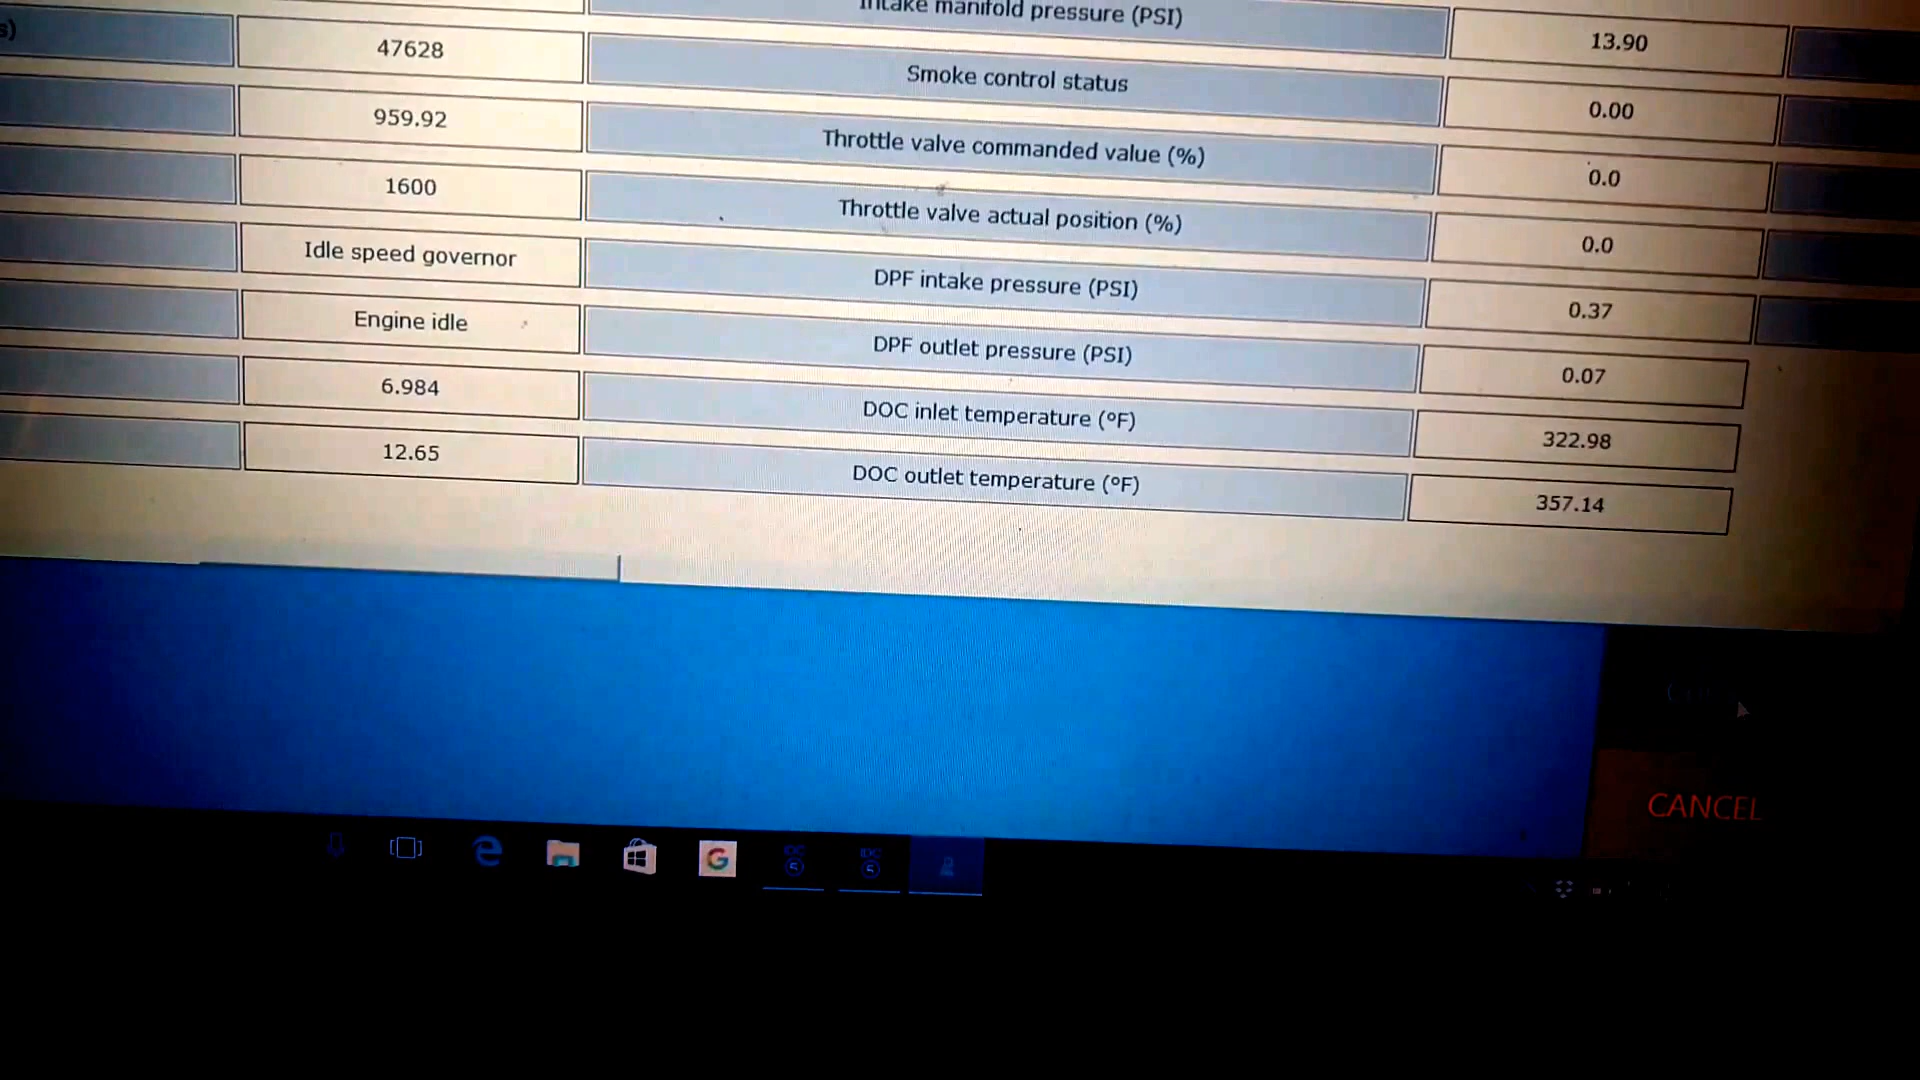 Intake manifold pressure (PSI) 13.90
s) 47628 Smoke control status 0.00
959.92 Throttle valve commanded value (%) 0.0
1600 Throttle valve actual position (%) 0.0
Idle speed governor DPF intake pressure (PSI) 0.37
Engine idle DPF outlet pressure (PSI) 0.07
6.984 DOC inlet temperature (ºF) 322.98
12.65 DOC outlet temperature (ºF) 357.14
CANCEL